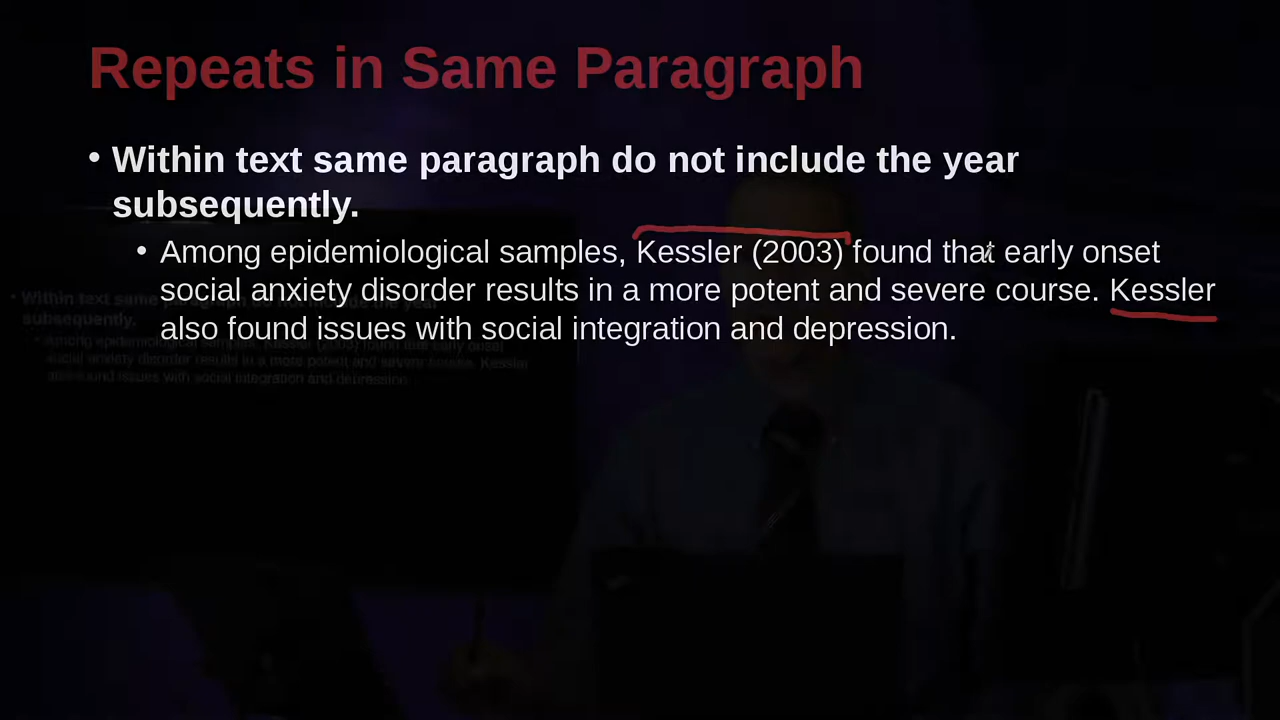 Repeats in Same Paragraph
• Within text same paragraph do not include the year
subsequently.
• Among epidemiological samples, Kessler (2003) found that early onset
social anxiety disorder results in a more potent and severe course. Kessler
also found issues with social integration and depression.